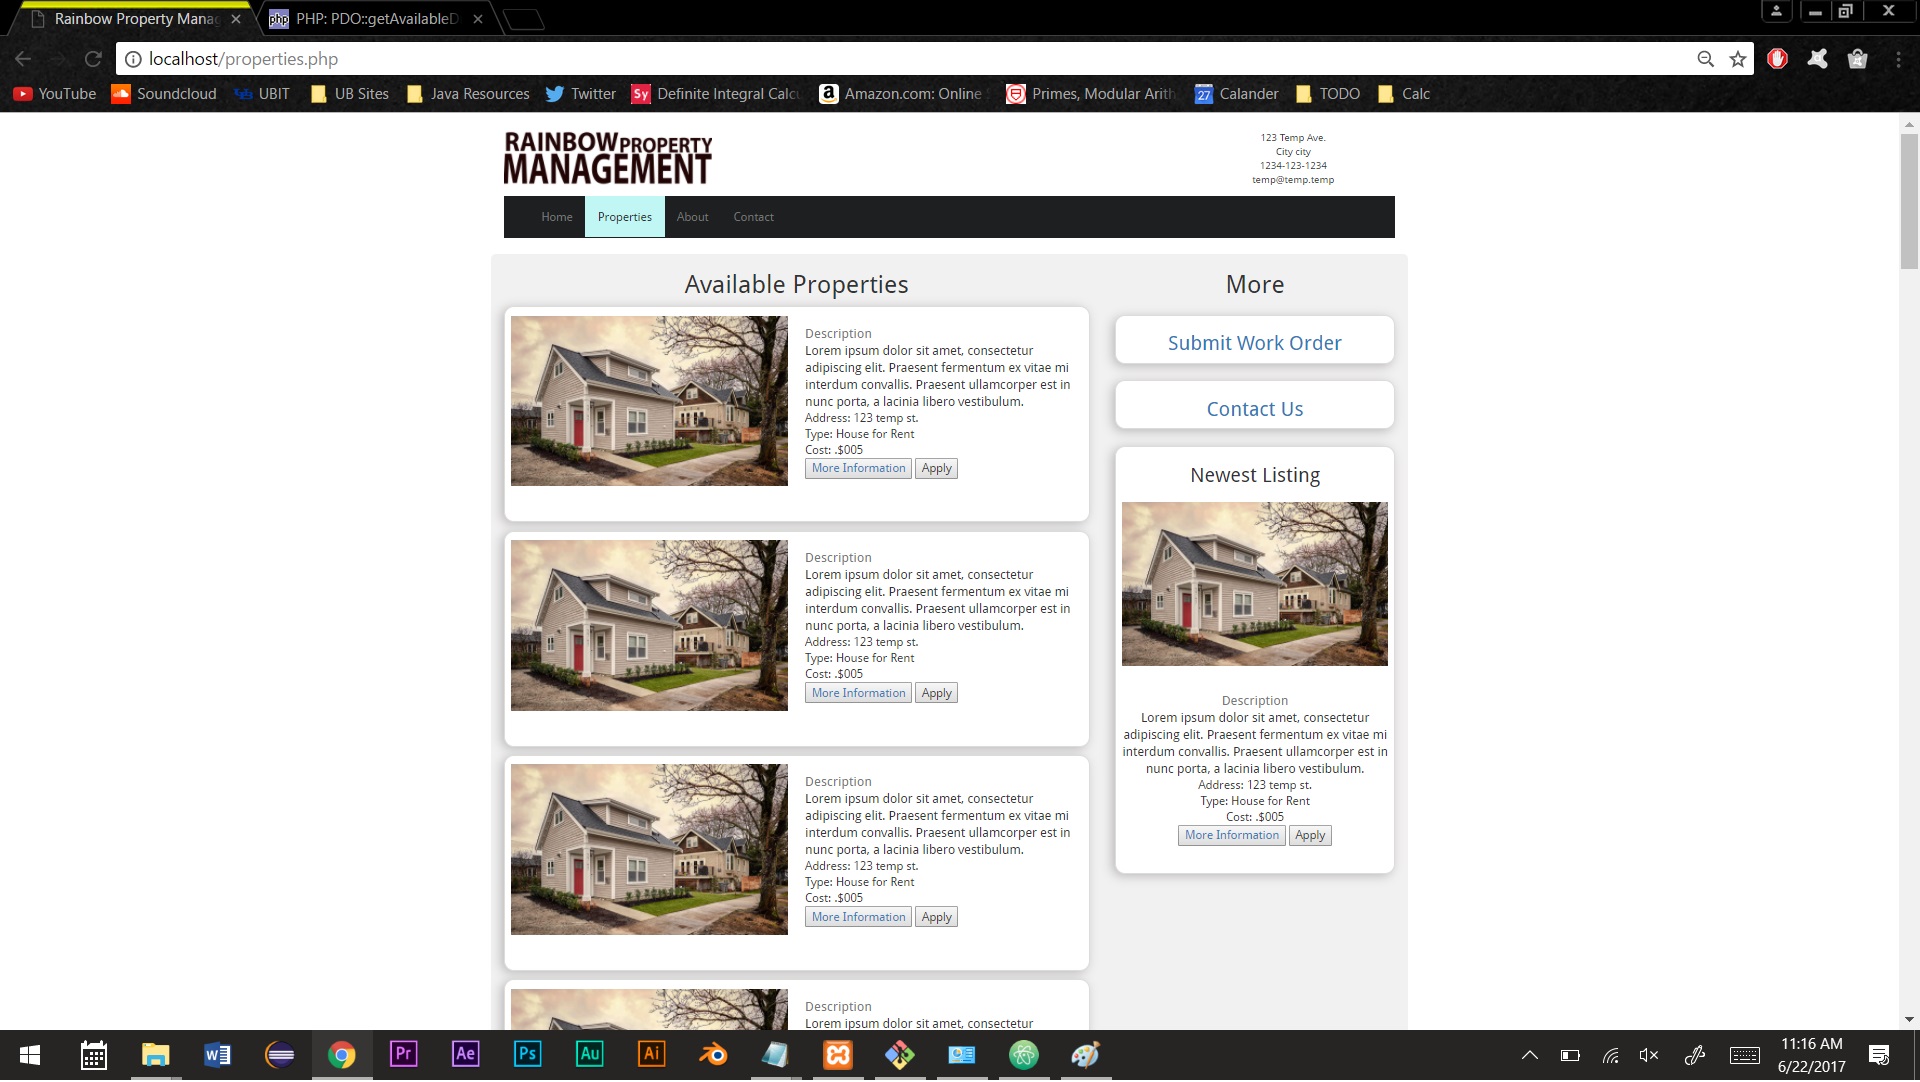 Rainbow Property Mana
PHP: PDO::getAvailableD
localhost/properties.php
YouTube
Soundcloud
UBIT
UB Sites
Java Resources
Twitter
Sy
Definite Integral Calc
Amazon.com: Online
Primes, Modular Arith
27
Calander
TODO
Calc
RAINBOW PROPERTY
MANAGEMENT
123 Temp Ave.
City city
1234-123-1234
temp@temp.temp
Home
Properties
About
Contact
Available Properties
Description
Lorem ipsum dolor sit amet, consectetur
adipiscing elit. Praesent fermentum ex vitae mi
interdum convallis. Praesent ullamcorper est in
nunc porta, a lacinia libero vestibulum.
Address: 123 temp st.
Type: House for Rent
Cost: .$005
More Information
Apply
Description
Lorem ipsum dolor sit amet, consectetur
adipiscing elit. Praesent fermentum ex vitae mi
interdum convallis. Praesent ullamcorper est in
nunc porta, a lacinia libero vestibulum.
Address: 123 temp st.
Type: House for Rent
Cost: .$005
More Information
Apply
Description
Lorem ipsum dolor sit amet, consectetur
adipiscing elit. Praesent fermentum ex vitae mi
interdum convallis. Praesent ullamcorper est in
nunc porta, a lacinia libero vestibulum.
Address: 123 temp st.
Type: House for Rent
Cost: .$005
More Information
Apply
Description
Lorem ipsum dolor sit amet, consectetur
More
Submit Work Order
Contact Us
Newest Listing
Description
Lorem ipsum dolor sit amet, consectetur
adipiscing elit. Praesent fermentum ex vitae mi
interdum convallis. Praesent ullamcorper est in
nunc porta, a lacinia libero vestibulum.
Address: 123 temp st.
Type: House for Rent
Cost: .$005
More Information
Apply
Pr
Ae
Ps
Au
Ai
11:16 AM
6/22/2017